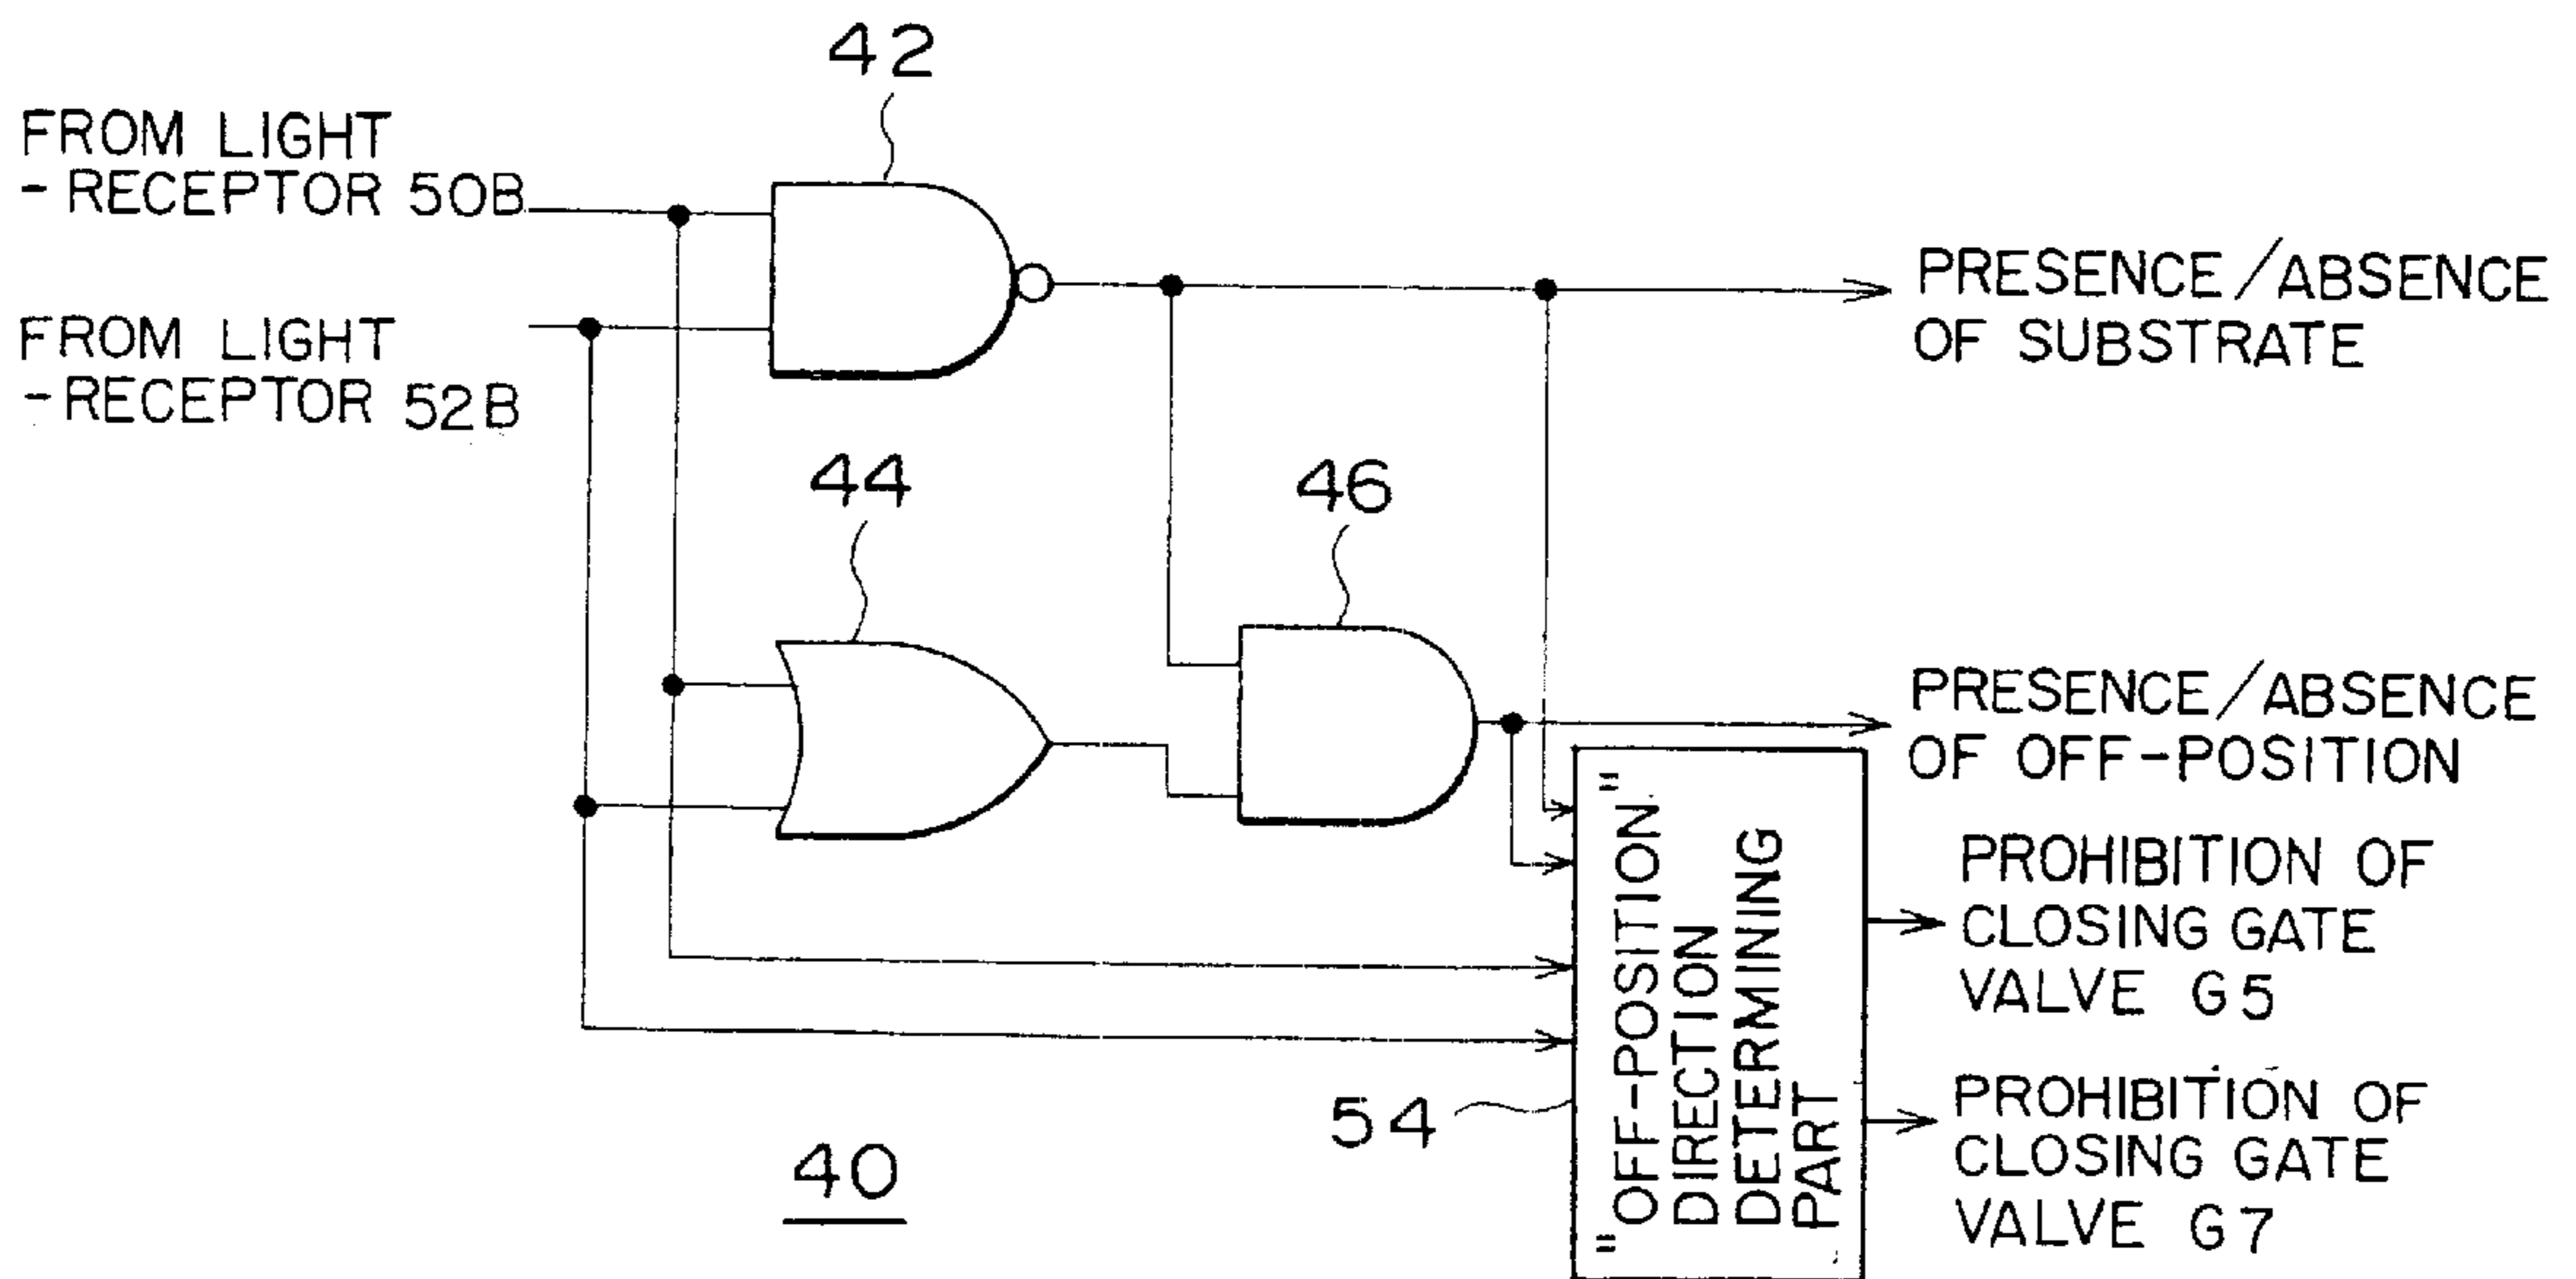 42
FROM LIGHT
-RECEPTOR 50B
FROM LIGHT
-RECEPTOR 52B
PRESENCE/ABSENCE
OF SUBSTRATE
44
46
PRESENCE/ABSENCE
OF OFF-POSITION
"OFF-POSITION"
DIRECTION
DETERMINING
PART
PROHIBITION OF
CLOSING GATE
VALVE G5
PROHIBITION OF
CLOSING GATE
VALVE G7
54
40